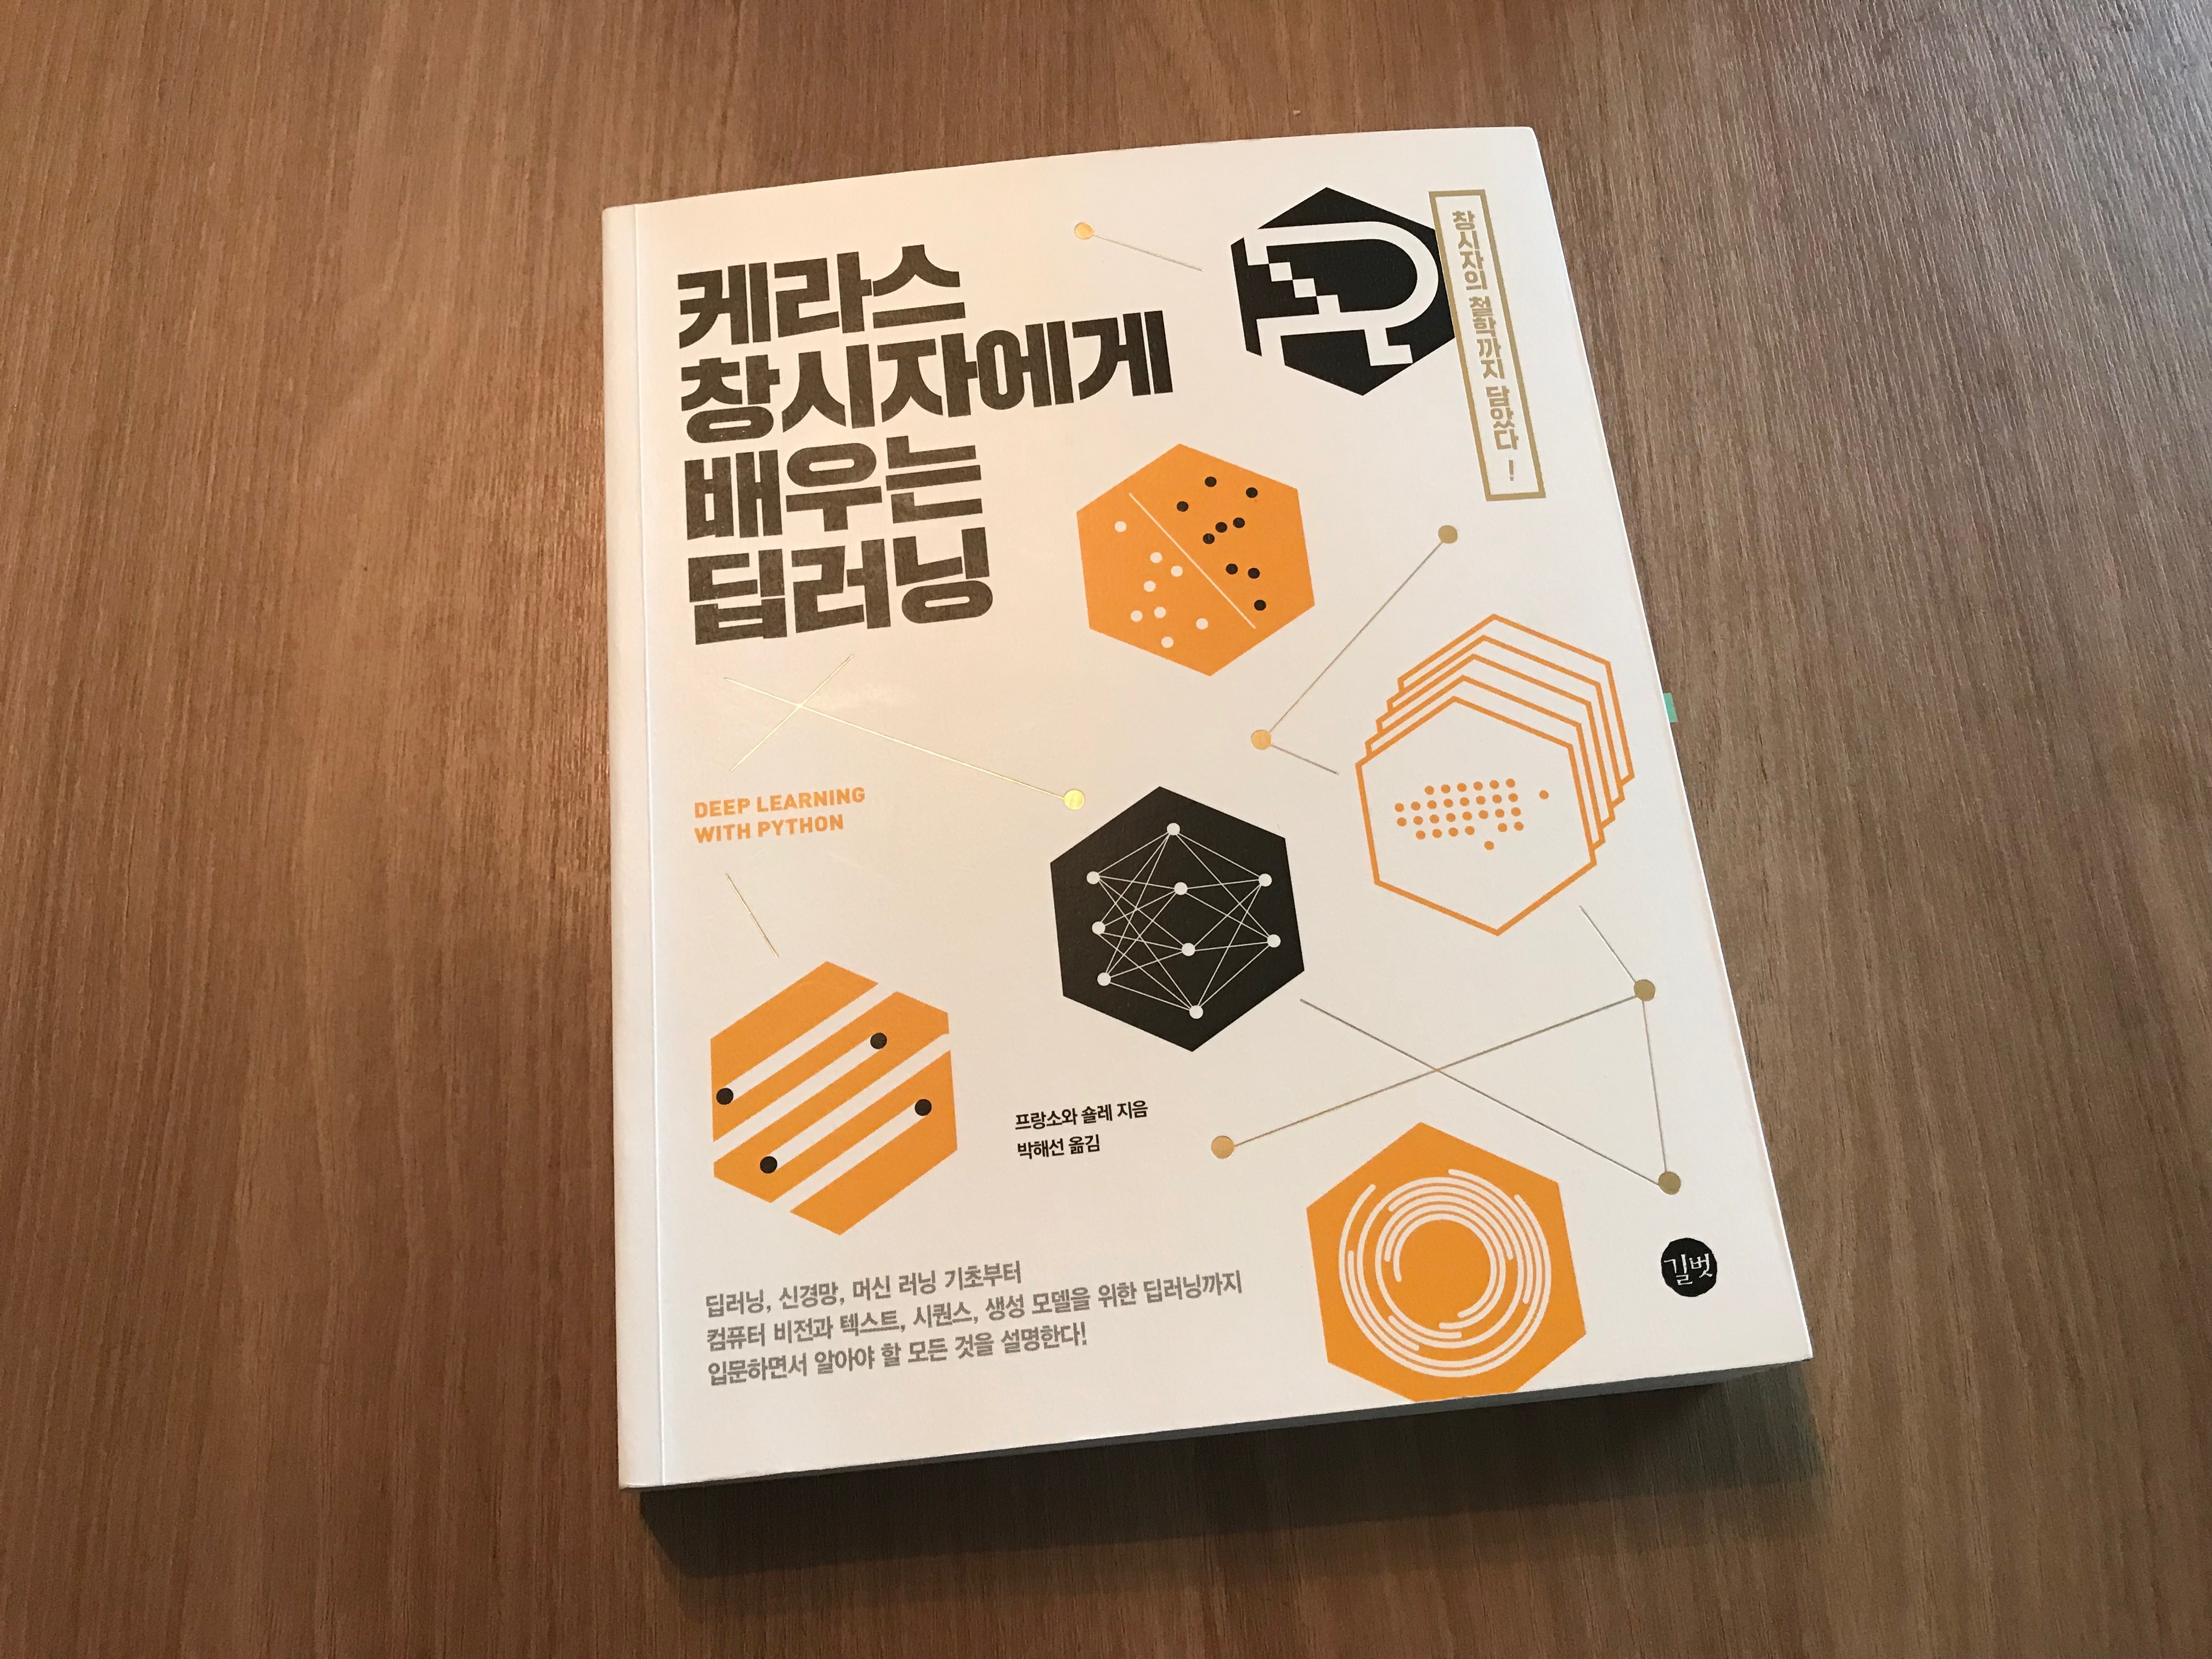 케라스
창시자에게
배우는
딥러닝
창시자의 철학까지 담았다!
DEEP LEARNING
WITH PYTHON
프랑소와 숄레 지음
박해선 옮김
딥러닝, 신경망, 머신 러닝 기초부터
컴퓨터 비전과 텍스트, 시퀀스, 생성 모델을 위한 딥러닝까지
입문하면서 알아야 할 모든 것을 설명한다!
길벗